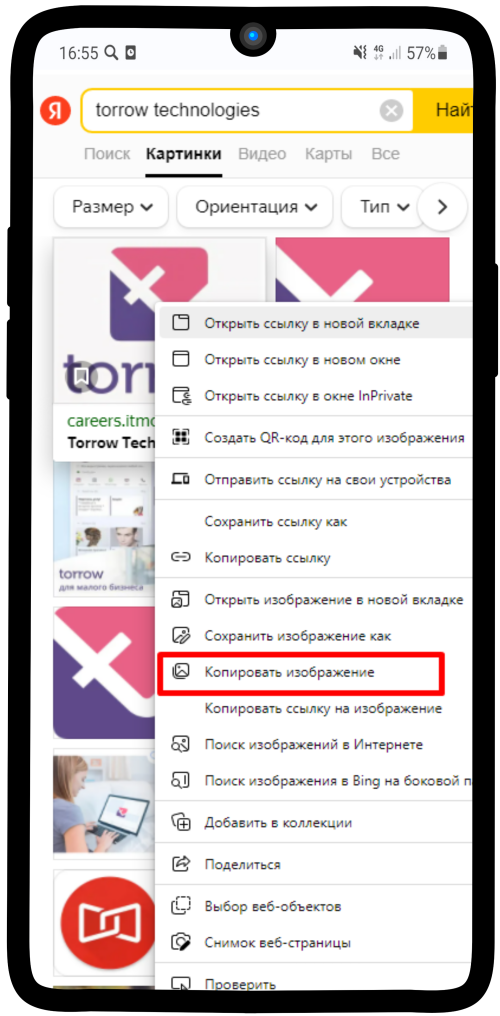 16:55
4G
57%
Я
torrow technologies
Най
Поиск Картинки Видео Карты Все
Размер
Ориентация
Тип
torr
careers.itmo
Torrow Tech
torrow
для малого бизнеса
Открыть ссылку в новой вкладке
Открыть ссылку в новом окне
Открыть ссылку в окне InPrivate
Создать QR-код для этого изображения
Отправить ссылку на свои устройства
Сохранить ссылку как
Копировать ссылку
Открыть изображение в новой вкладке
Сохранить изображение как
Копировать изображение
Копировать ссылку на изображение
Поиск изображений в Интернете
Поиск изображения в Bing на боковой п
Добавить в коллекции
Поделиться
Выбор веб-объектов
Снимок веб-страницы
Проверить